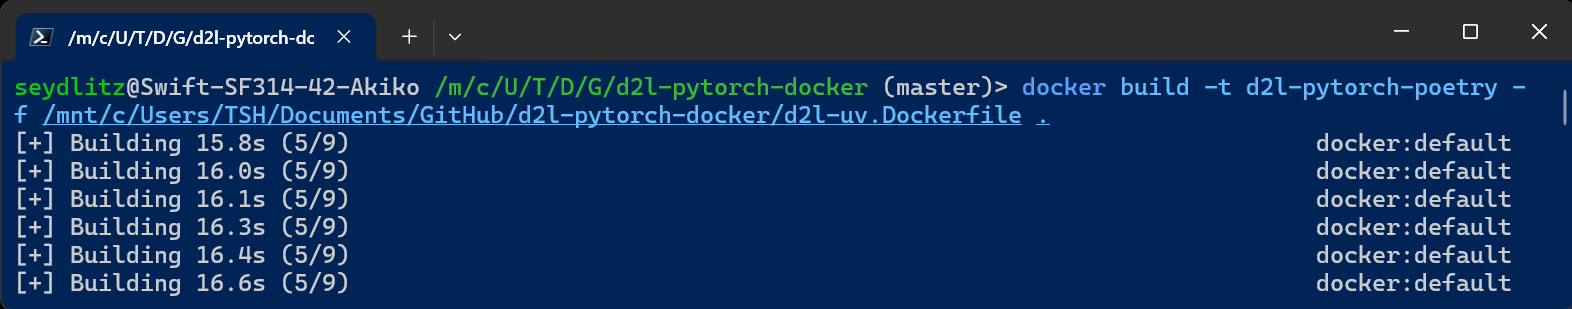 /m/c/U/T/D/G/d2l-pytorch-dc
seydlitz@Swift-SF314-42-Akiko /m/c/U/T/D/G/d2l-pytorch-docker (master)> docker build -t d2l-pytorch-poetry -
f /mnt/c/Users/TSH/Documents/GitHub/d2l-pytorch-docker/d2l-uv.Dockerfile .
[+] Building 15.8s (5/9) docker:default
[+] Building 16.0s (5/9) docker:default
[+] Building 16.1s (5/9) docker:default
[+] Building 16.3s (5/9) docker:default
[+] Building 16.4s (5/9) docker:default
[+] Building 16.6s (5/9) docker:default